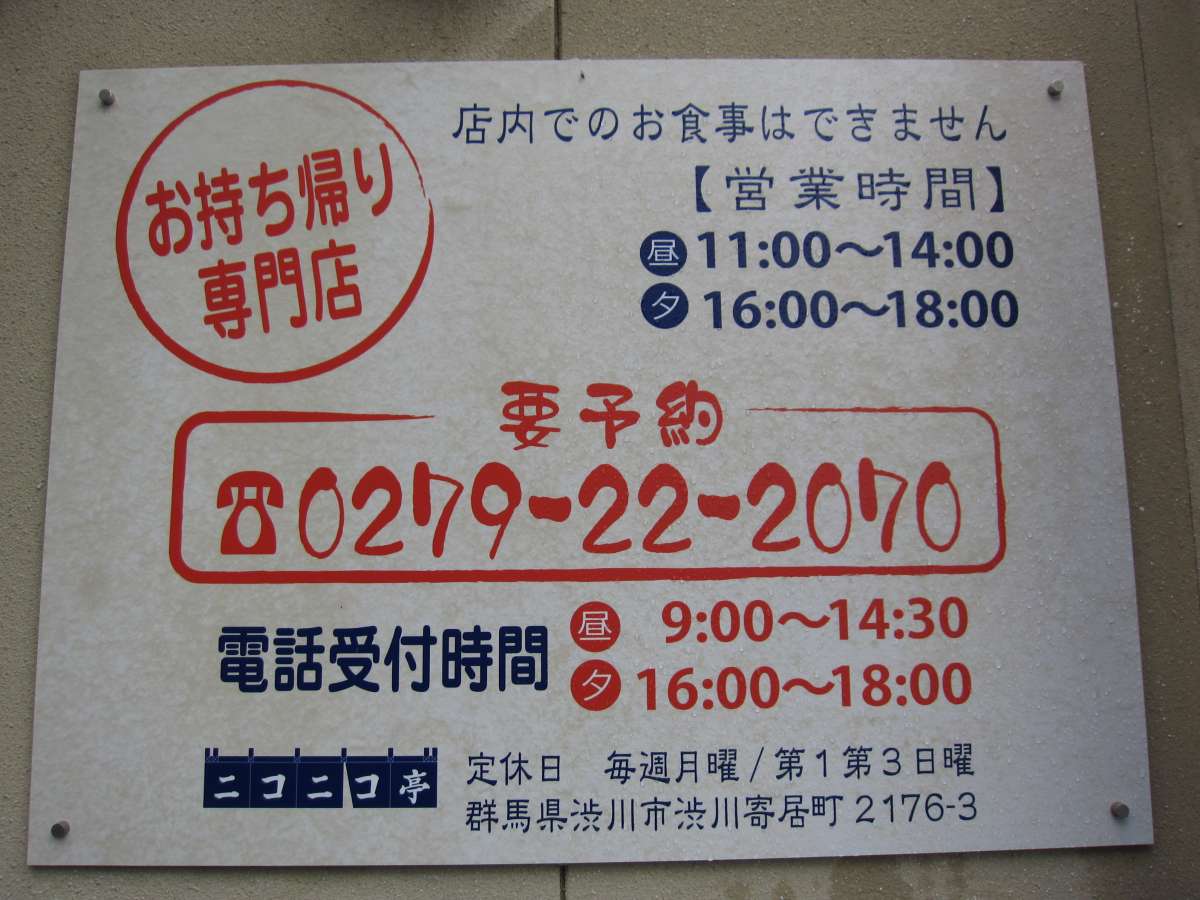 お持ち帰り
専門店
店内でのお食事はできません
【営業時間】
昼 11:00〜14:00
夕 16:00〜18:00
要予約
☎0279-22-2070
電話受付時間
昼 9:00〜14:30
夕 16:00〜18:00
ニコニコ亭
定休日 毎週月曜/第1第3日曜
群馬県渋川市渋川寄居町2176-3